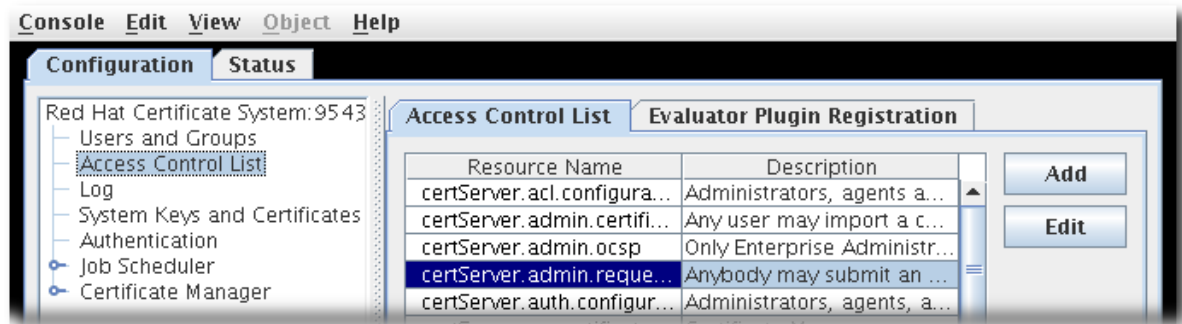 Console Edit View Object Help
Configuration Status
Red Hat Certificate System:9543
Users and Groups
Access Control List
Log
System Keys and Certificates
Authentication
Job Scheduler
Certificate Manager
Access Control List Evaluator Plugin Registration
Resource Name Description
certServer.acl.configura... Administrators, agents a...
certServer.admin.certifi... Any user may import a c...
certServer.admin.ocsp Only Enterprise Administr...
certServer.admin.reque... Anybody may submit an ...
certServer.auth.configur... Administrators, agents, a...
Add
Edit